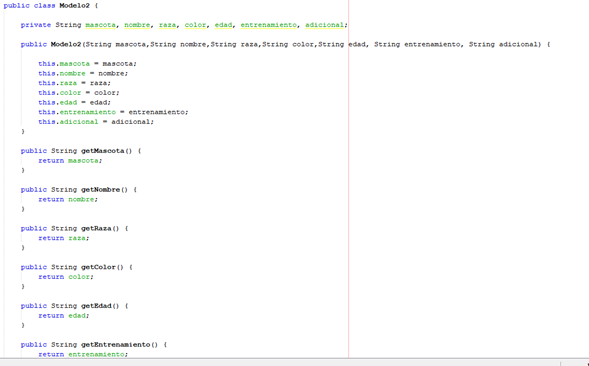 public class Modelo2 {
private String mascota, nombre, raza, color, edad, entrenamiento, adicional;
public Modelo2(String mascota,String nombre,String raza,String color,String edad, String entrenamiento, String adicional) {
this.mascota = mascota;
this.nombre = nombre;
this.raza = raza;
this.color = color;
this.edad = edad;
this.entrenamiento = entrenamiento;
this.adicional = adicional;
}
public String getMascota() {
return mascota;
}
public String getNombre() {
return nombre;
}
public String getRaza() {
return raza;
}
public String getColor() {
return color;
}
public String getEdad() {
return edad;
}
public String getEntrenamiento() {
return entrenamiento;